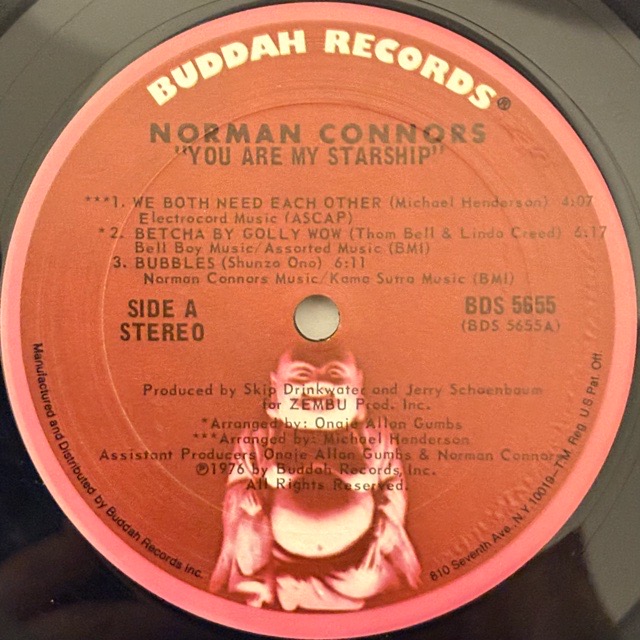 BUDDAH RECORDS®
NORMAN CONNORS
"YOU ARE MY STARSHIP"
***1. WE BOTH NEED EACH OTHER (Michael Henderson) 4:07
Electrocord Music (ASCAP)
*2. BETCHA BY GOLLY WOW (Thom Bell & Linda Creed) 6:17
Bell Boy Music/Assorted Music (BMI)
3. BUBBLES (Shunzo Ono) 6:11
Norman Connors Music/Kama Sutra Music (BMI)
SIDE A
STEREO
BDS 5655
(BDS 5655A)
Produced by Skip Drinkwater and Jerry Schoenbaum
for ZEMBU Prod. Inc.
*Arranged by: Onaje Allan Gumbs
***Arranged by: Michael Henderson
Assistant Producers Onaje Allan Gumbs & Norman Connors
℗1976 by Buddah Records, Inc.
All Rights Reserved.
Manufactured and Distributed by Buddah Records Inc.
810 Seventh Ave. N.Y. 10019—T.M. Reg. U.S. Pat. Off.